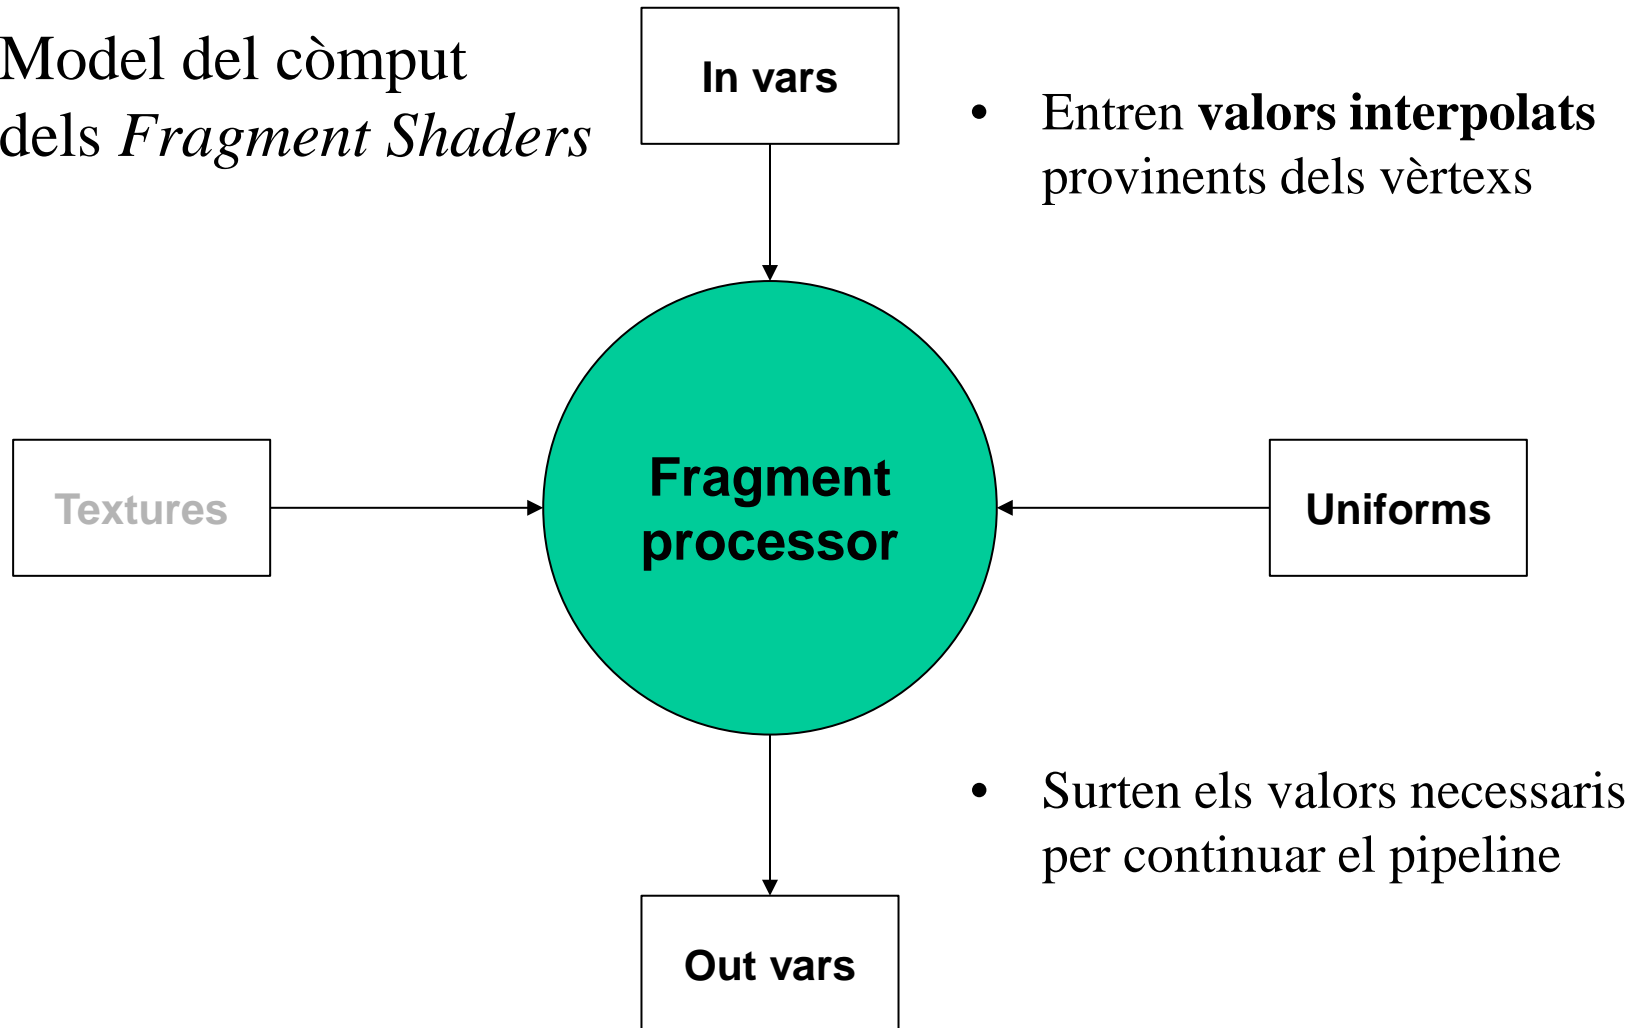 Model del còmput
dels Fragment Shaders
In vars
• Entren valors interpolats
provinents dels vèrtexs
Textures
Fragment
processor
Uniforms
• Surten els valors necessaris
per continuar el pipeline
Out vars